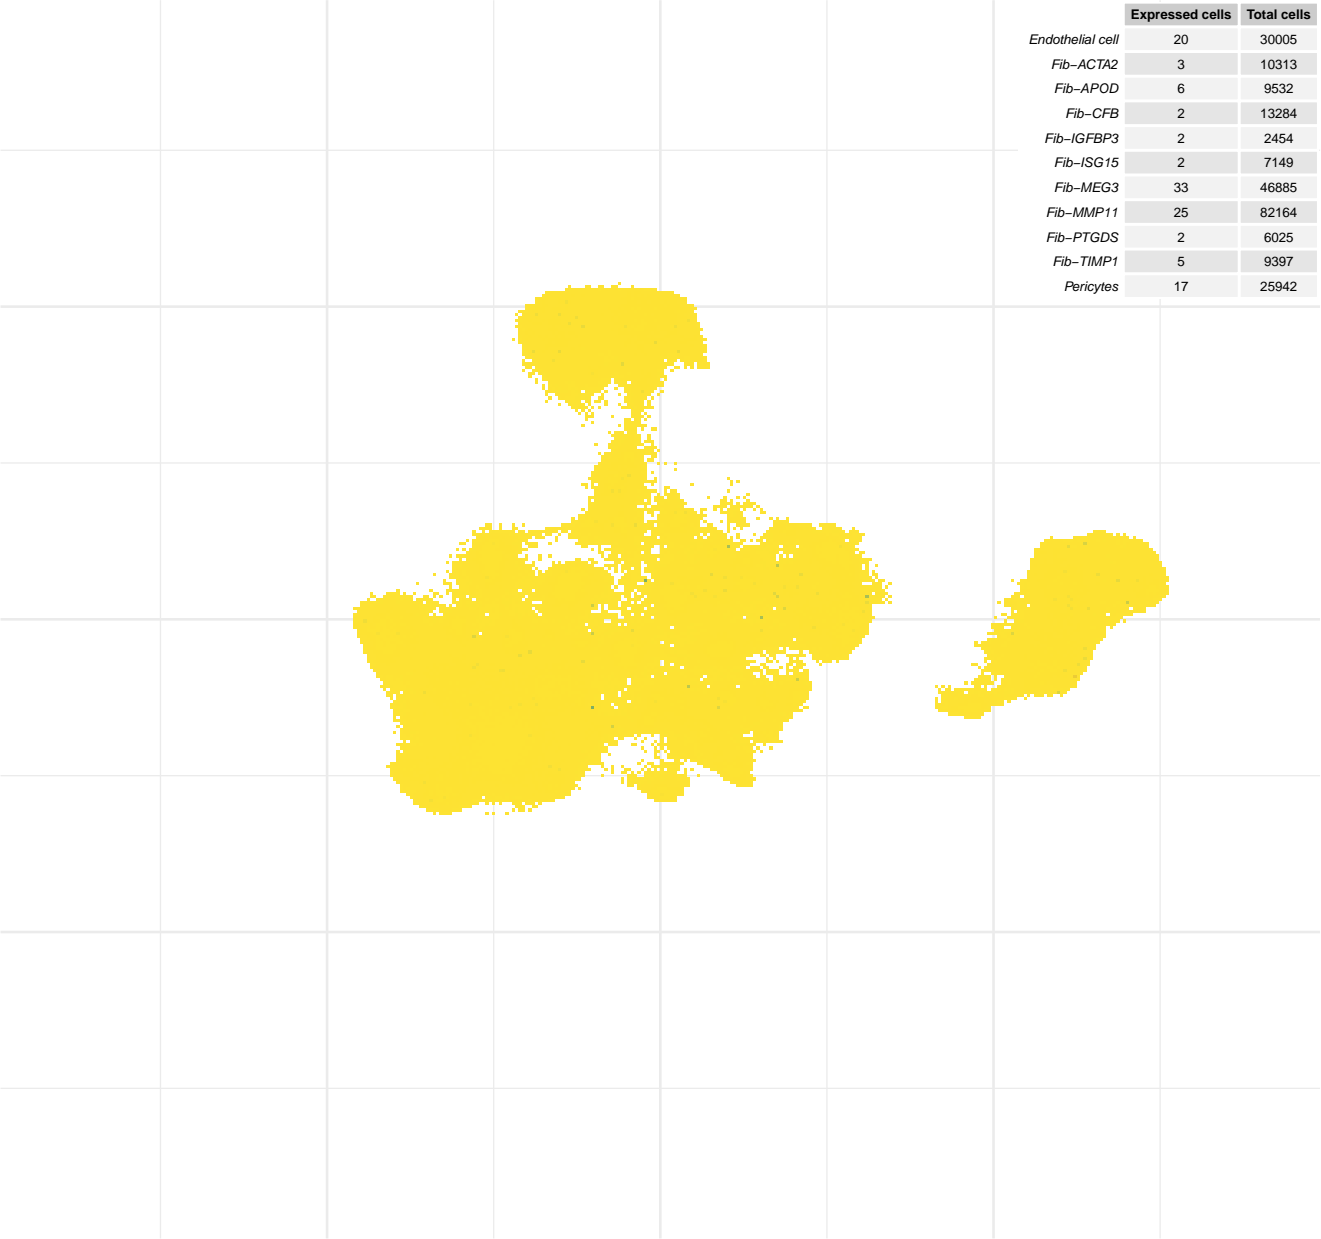 Expressed cells Total cells
Endothelial cell 20 30005
Fib−ACTA2 3 10313
Fib−APOD 6 9532
Fib−CFB 2 13284
Fib−IGFBP3 2 2454
Fib−ISG15 2 7149
Fib−MEG3 33 46885
Fib−MMP11 25 82164
Fib−PTGDS 2 6025
Fib−TIMP1 5 9397
Pericytes 17 25942